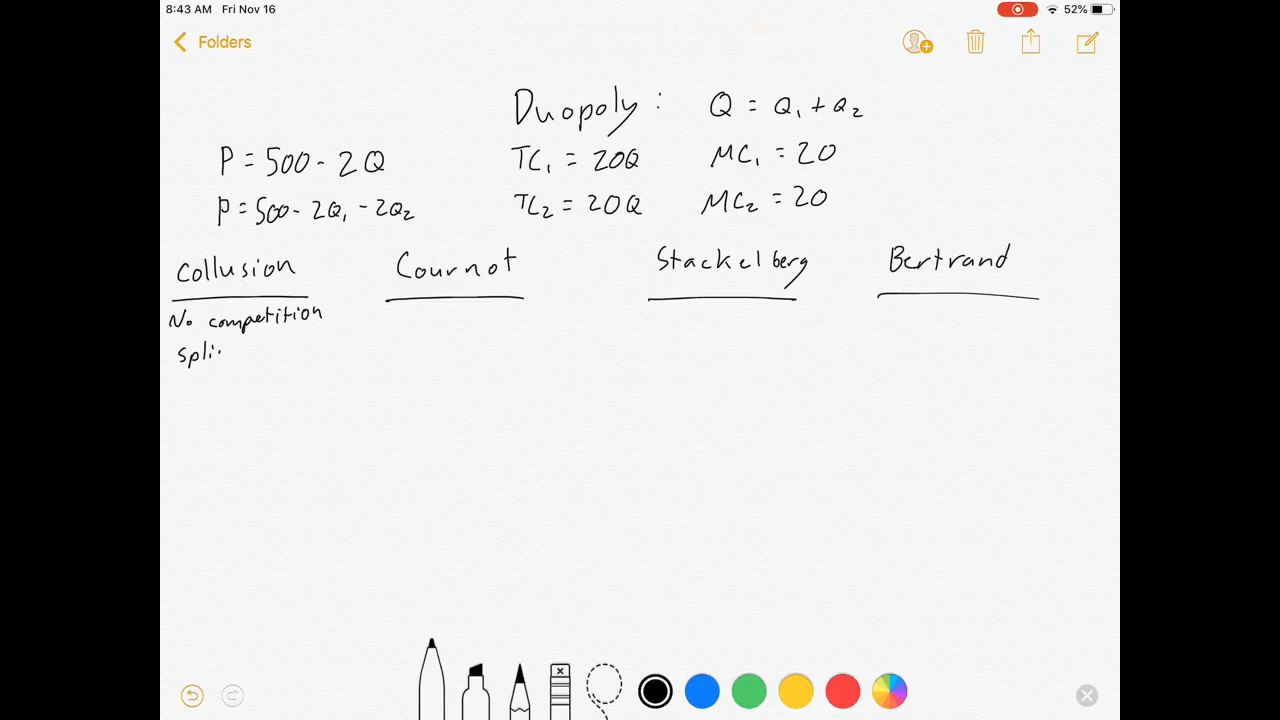 8:43 AM Fri Nov 16 52%
Folders
Duopoly: Q = Q₁ + Q₂
P = 500 - 2Q TC₁ = 20Q MC₁ = 20
P = 500 - 2Q₁ - 2Q₂ TC₂ = 20Q MC₂ = 20
Collusion Cournot Stackelberg Bertrand
No competition
spli